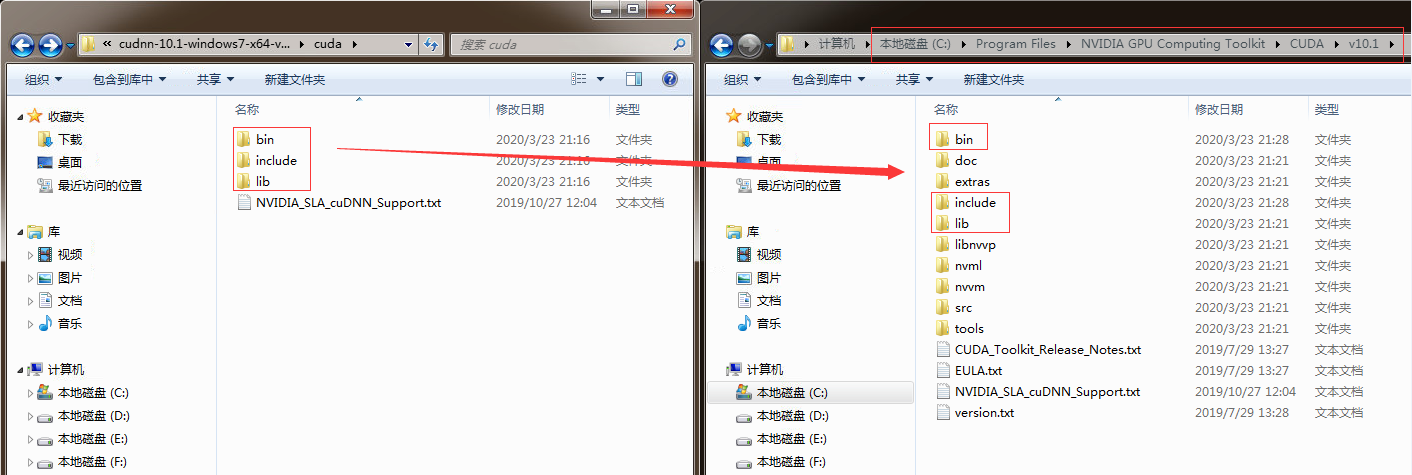 « cudnn-10.1-windows7-x64-v... ▸ cuda ▸
搜索 cuda
组织 包含到库中 共享 新建文件夹
名称 修改日期 类型
收藏夹
下载
桌面
最近访问的位置
库
视频
图片
文档
音乐
计算机
本地磁盘 (C:)
本地磁盘 (D:)
本地磁盘 (E:)
本地磁盘 (F:)
bin 2020/3/23 21:16 文件夹
include 2020/3/23 21:16 文件夹
lib 2020/3/23 21:16 文件夹
NVIDIA_SLA_cuDNN_Support.txt 2019/10/27 12:04 文本文档
计算机 ▸ 本地磁盘 (C:) ▸ Program Files ▸ NVIDIA GPU Computing Toolkit ▸ CUDA ▸ v10.1 ▸
组织 包含到库中 共享 新建文件夹
名称 修改日期 类型
收藏夹
下载
桌面
最近访问的位置
库
视频
图片
文档
音乐
计算机
本地磁盘 (C:)
本地磁盘 (D:)
本地磁盘 (E:)
本地磁盘 (F:)
bin 2020/3/23 21:28 文件夹
doc 2020/3/23 21:21 文件夹
extras 2020/3/23 21:21 文件夹
include 2020/3/23 21:28 文件夹
lib 2020/3/23 21:21 文件夹
libnvvp 2020/3/23 21:21 文件夹
nvml 2020/3/23 21:21 文件夹
nvvm 2020/3/23 21:21 文件夹
src 2020/3/23 21:21 文件夹
tools 2020/3/23 21:21 文件夹
CUDA_Toolkit_Release_Notes.txt 2019/7/29 13:27 文本文档
EULA.txt 2019/7/29 13:27 文本文档
NVIDIA_SLA_cuDNN_Support.txt 2019/10/27 12:04 文本文档
version.txt 2019/7/29 13:28 文本文档